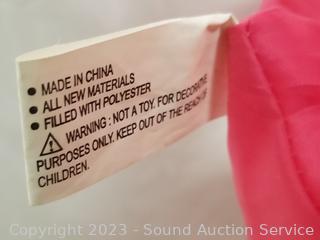 • MADE IN CHINA
• ALL NEW MATERIALS
• FILLED WITH POLYESTER
⚠ WARNING : NOT A TOY. FOR DECORATIVE
PURPOSES ONLY. KEEP OUT OF THE REACH OF
CHILDREN.
Copyright 2023 - Sound Auction Service